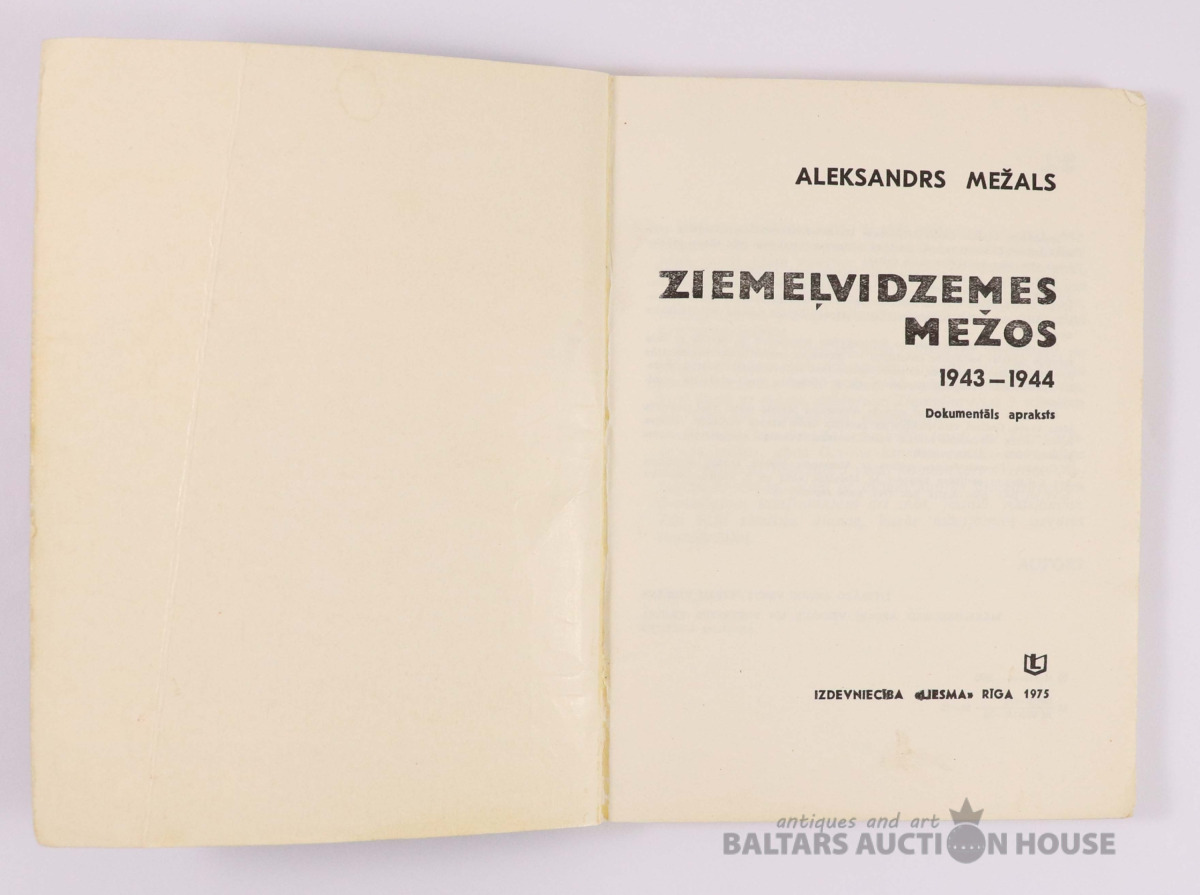 ALEKSANDRS MEŽALS
ZIEMEĻVIDZEMES
MEŽOS
1943—1944
Dokumentāls apraksts
IZDEVNIECĪBA «LIESMA» RĪGA 1975
antiques and art
BALTARS AUCTION HOUSE